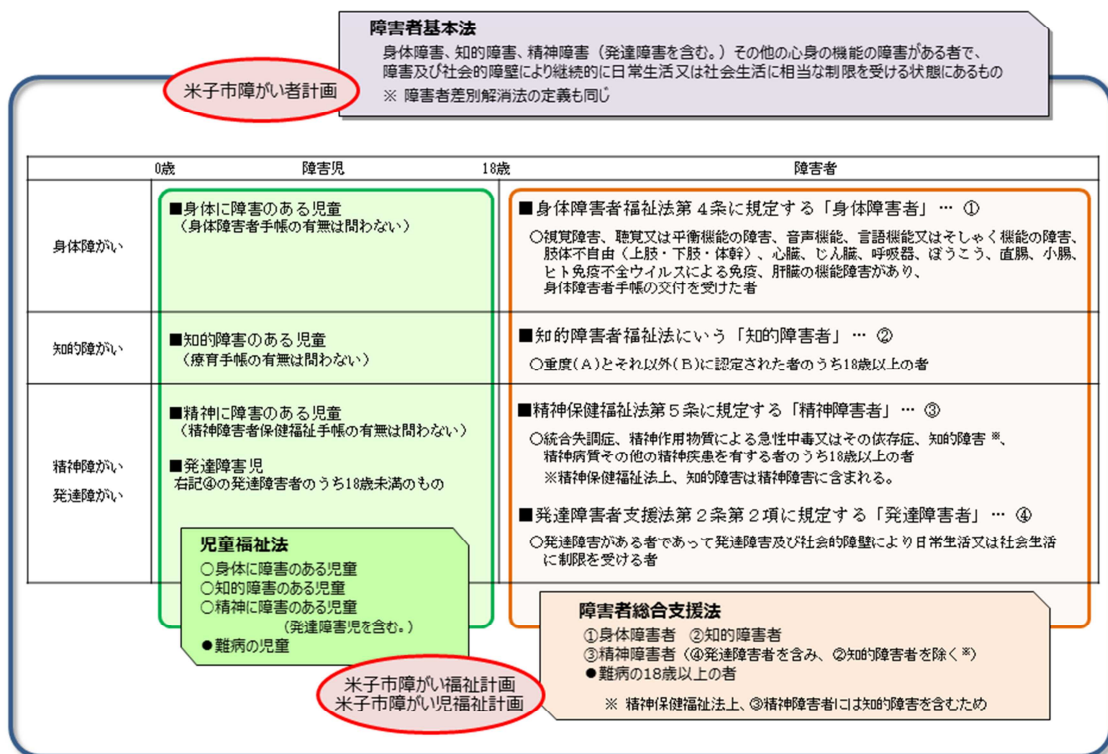 障害者基本法
身体障害、知的障害、精神障害（発達障害を含む。）その他の心身の機能の障害がある者で、
障害及び社会的障壁により継続的に日常生活又は社会生活に相当な制限を受ける状態にあるもの
※ 障害者差別解消法の定義も同じ
米子市障がい者計画
0歳 障害児 18歳 障害者
身体障がい
■身体に障害のある児童
（身体障害者手帳の有無は問わない）
■身体障害者福祉法第４条に規定する「身体障害者」… ①
○視覚障害、聴覚又は平衡機能の障害、音声機能、言語機能又はそしゃく機能の障害、
肢体不自由（上肢・下肢・体幹）、心臓、じん臓、呼吸器、ぼうこう、直腸、小腸、
ヒト免疫不全ウイルスによる免疫、肝臓の機能障害があり、
身体障害者手帳の交付を受けた者
知的障がい
■知的障害のある児童
（療育手帳の有無は問わない）
■知的障害者福祉法にいう「知的障害者」… ②
○重度(Ａ)とそれ以外(Ｂ)に認定された者のうち18歳以上の者
精神障がい
発達障がい
■精神に障害のある児童
（精神障害者保健福祉手帳の有無は問わない）
■発達障害児
右記④の発達障害者のうち18歳未満のもの
■精神保健福祉法第５条に規定する「精神障害者」… ③
○統合失調症、精神作用物質による急性中毒又はその依存症、知的障害※、
精神病質その他の精神疾患を有する者のうち18歳以上の者
※精神保健福祉法上、知的障害は精神障害に含まれる。
■発達障害者支援法第２条第２項に規定する「発達障害者」… ④
○発達障害がある者であって発達障害及び社会的障壁により日常生活又は社会生活
に制限を受ける者
児童福祉法
○身体に障害のある児童
○知的障害のある児童
○精神に障害のある児童
（発達障害児を含む。）
●難病の児童
障害者総合支援法
①身体障害者 ②知的障害者
③精神障害者（④発達障害者を含み、②知的障害者を除く※）
●難病の18歳以上の者
※ 精神保健福祉法上、③精神障害者には知的障害を含むため
米子市障がい福祉計画
米子市障がい児福祉計画